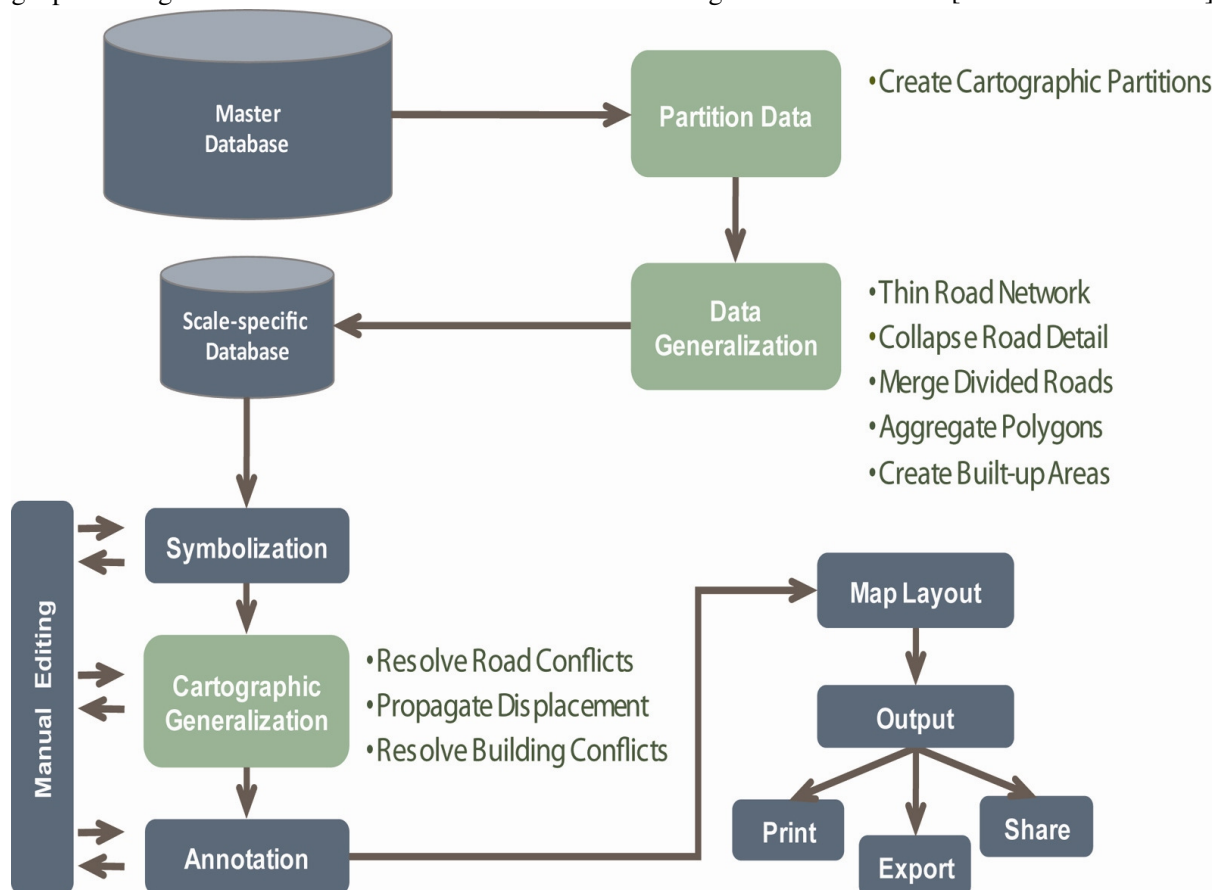 Master
Database
Partition Data
•Create Cartographic Partitions
Scale-specific
Database
Data
Generalization
•Thin Road Network
•Collapse Road Detail
•Merge Divided Roads
•Aggregate Polygons
•Create Built-up Areas
Manual Editing
Symbolization
Cartographic
Generalization
•Resolve Road Conflicts
•Propagate Displacement
•Resolve Building Conflicts
Annotation
Map Layout
Output
Print
Export
Share